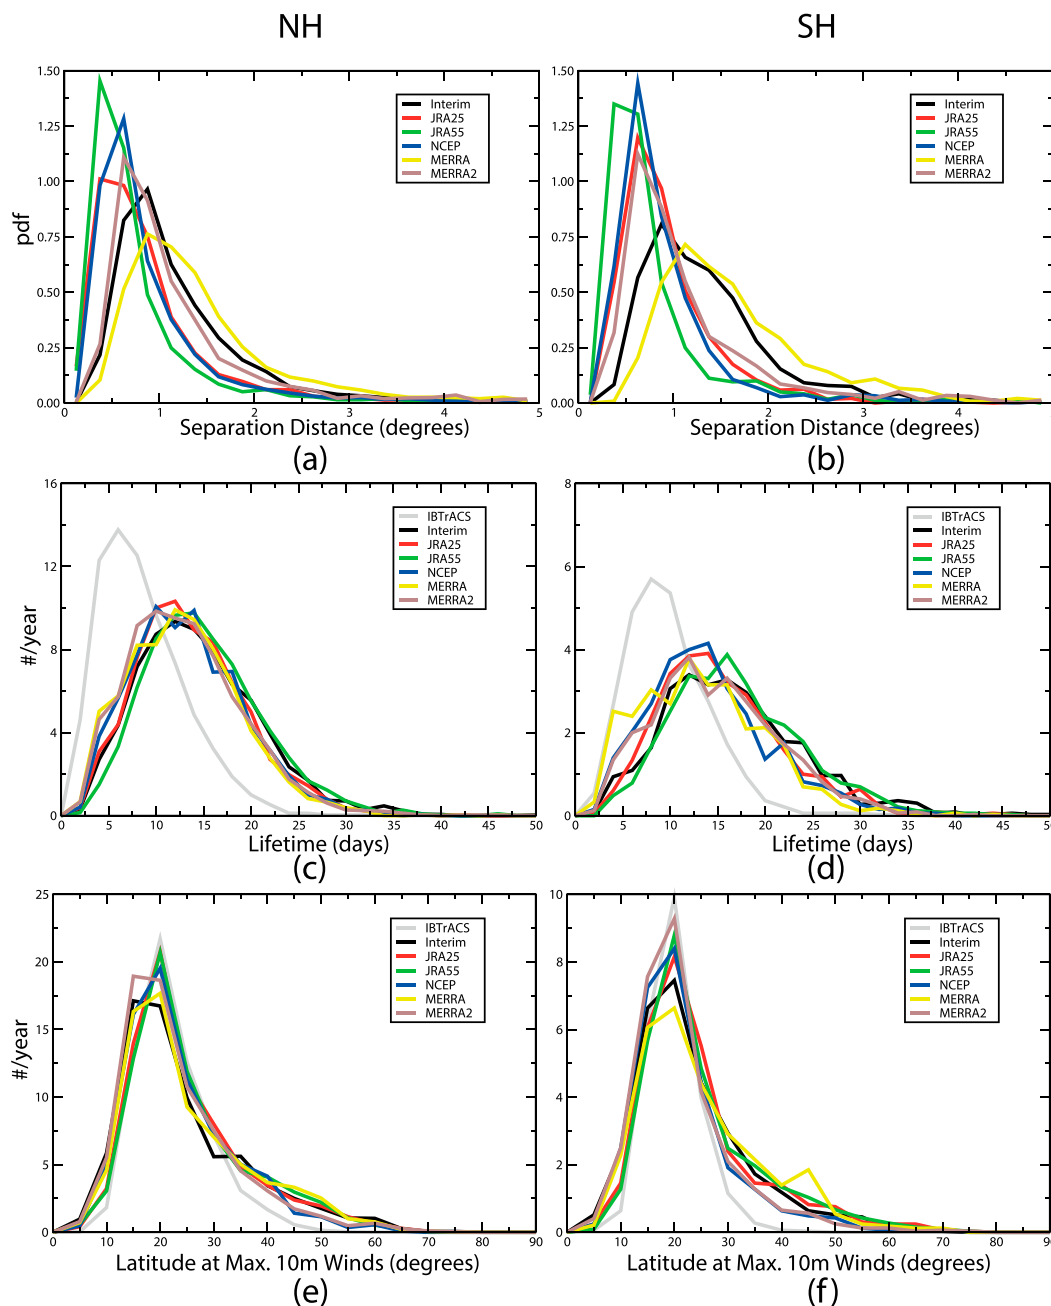 NH SH
1.50 1.50
1.25 1.25
1.00 1.00
0.75 0.75
0.50 0.50
0.25 0.25
0.00 0.00
pdf
Interim
JRA25
JRA55
NCEP
MERRA
MERRA2
Interim
JRA25
JRA55
NCEP
MERRA
MERRA2
0 1 2 3 4 5
0 1 2 3 4
Separation Distance (degrees) Separation Distance (degrees)
(a) (b)
16 8
12 6
8 4
4 2
0 0
#/year
IBTrACS
Interim
JRA25
JRA55
NCEP
MERRA
MERRA2
IBTrACS
Interim
JRA25
JRA55
NCEP
MERRA
MERRA2
0 5 10 15 20 25 30 35 40 45 50
0 5 10 15 20 25 30 35 40 45 50
Lifetime (days) Lifetime (days)
(c) (d)
25 10
20 8
15 6
10 4
5 2
0 0
#/year
IBTrACS
Interim
JRA25
JRA55
NCEP
MERRA
MERRA2
IBTrACS
Interim
JRA25
JRA55
NCEP
MERRA
MERRA2
0 10 20 30 40 50 60 70 80 90
0 10 20 30 40 50 60 70 80 90
Latitude at Max. 10m Winds (degrees) Latitude at Max. 10m Winds (degrees)
(e) (f)